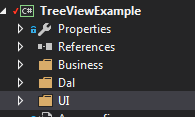 C# TreeViewExample
Properties
References
Business
Dal
UI